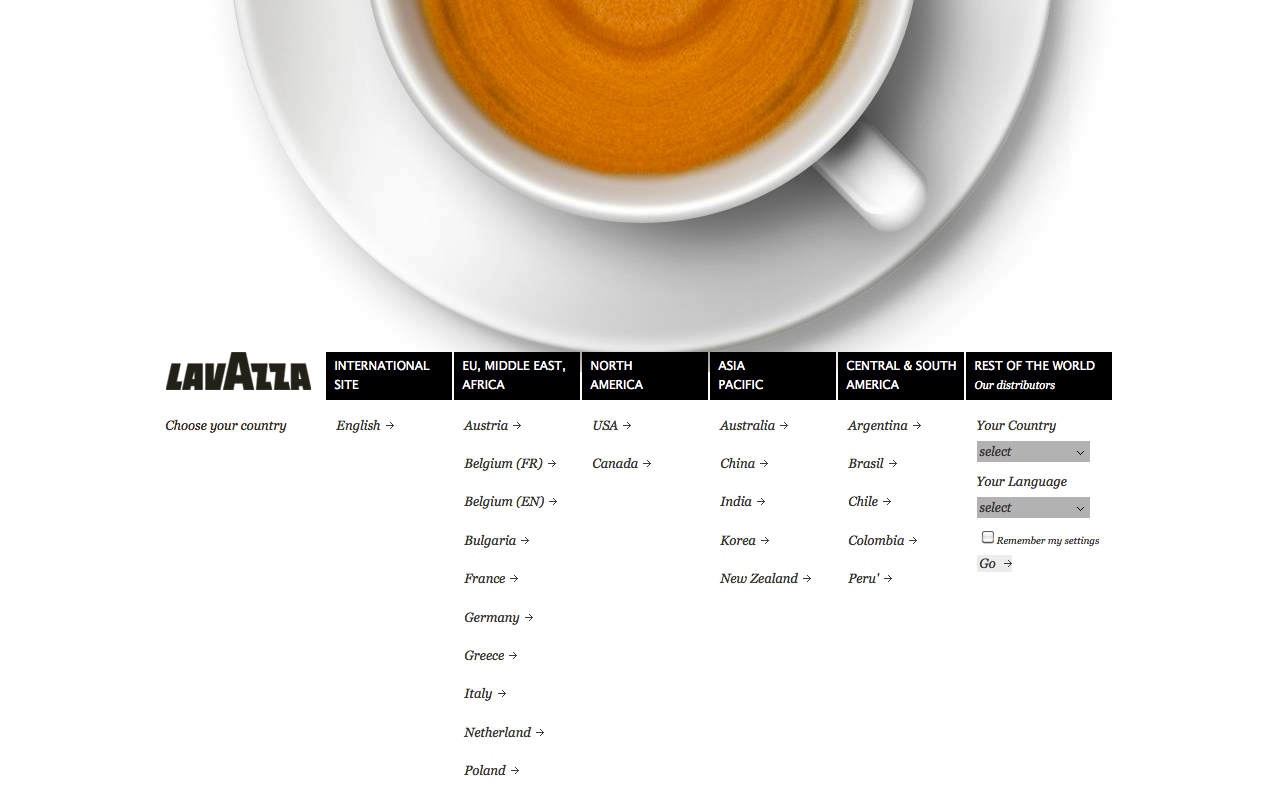 LAVAZZA
Choose your country
INTERNATIONAL
SITE
English →
EU, MIDDLE EAST,
AFRICA
Austria →
Belgium (FR) →
Belgium (EN) →
Bulgaria →
France →
Germany →
Greece →
Italy →
Netherland →
Poland →
NORTH
AMERICA
USA →
Canada →
ASIA
PACIFIC
Australia →
China →
India →
Korea →
New Zealand →
CENTRAL & SOUTH
AMERICA
Argentina →
Brasil →
Chile →
Colombia →
Peru' →
REST OF THE WORLD
Our distributors
Your Country
select
Your Language
select
Remember my settings
Go →